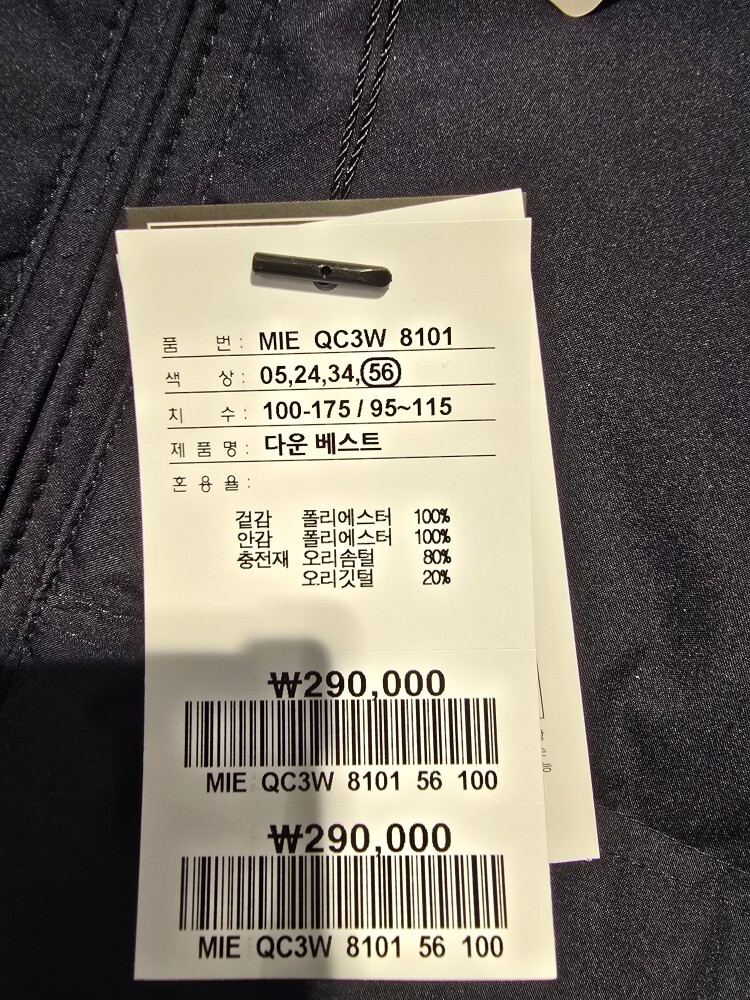 품 번 : MIE QC3W 8101
색 상 : 05,24,34,56
치 수 : 100-175 / 95~115
제 품 명 : 다운 베스트
혼 용 율 :
겉감 폴리에스터 100%
안감 폴리에스터 100%
충전재 오리솜털 80%
오리깃털 20%
₩290,000
MIE QC3W 8101 56 100
₩290,000
MIE QC3W 8101 56 100